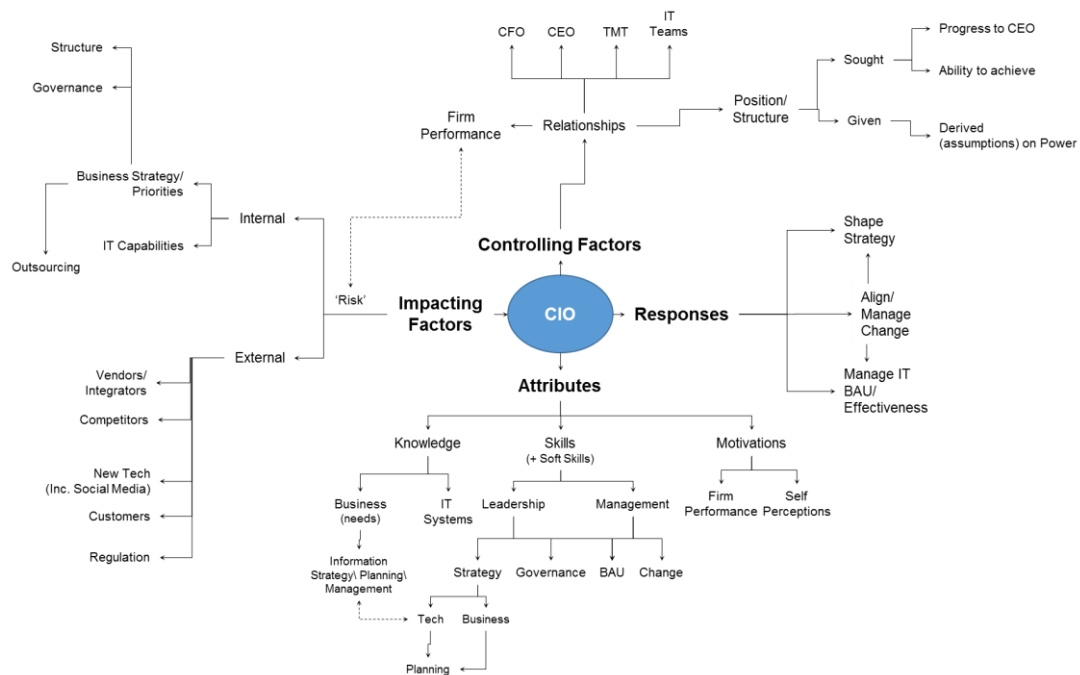 IT
Teams
CFO
CEO
TMT
Progress to CEO
Sought
Ability to achieve
Structure
Governance
Firm
Performance
Relationships
Position/
Structure
Given
Derived
(assumptions) on Power
Business Strategy/
Priorities
Internal
IT Capabilities
Outsourcing
Controlling Factors
Shape
Strategy
'Risk'
Impacting
Factors
CIO
Responses
Align/
Manage
Change
External
Vendors/
Integrators
Competitors
New Tech
(Inc. Social Media)
Customers
Regulation
Attributes
Manage IT
BAU/
Effectiveness
Knowledge
Skills
(+ Soft Skills)
Motivations
Business
(needs)
IT
Systems
Leadership
Management
Firm
Performance
Self
Perceptions
Information
Strategy\ Planning\
Management
Strategy
Governance
BAU
Change
Tech
Business
Planning